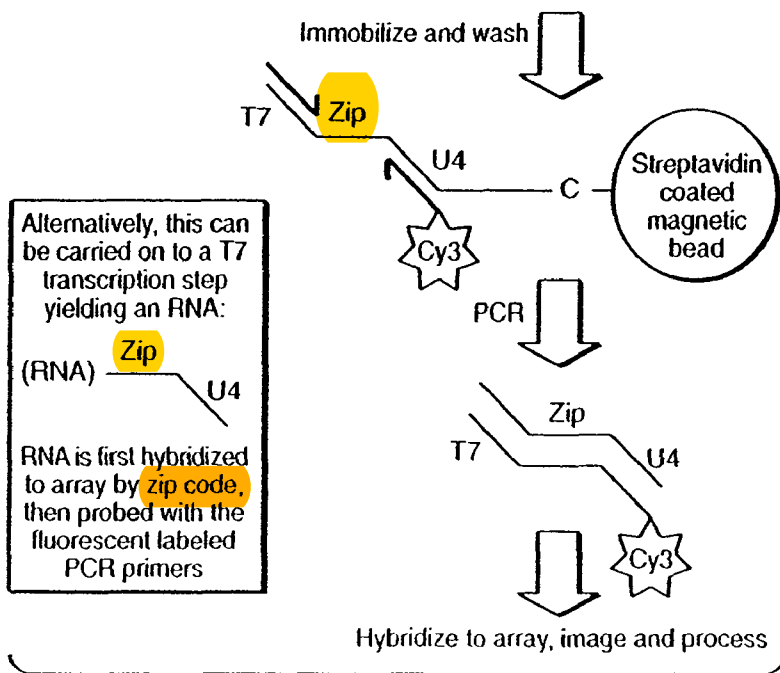 Immobilize and wash
T7
Zip
U4
C
Streptavidin
coated
magnetic
bead
Cy3
Alternatively, this can
be carried on to a T7
transcription step
yielding an RNA:
Zip
(RNA)
U4
RNA is first hybridized
to array by zip code,
then probed with the
fluorescent labeled
PCR primers
PCR
Zip
T7
U4
Cy3
Hybridize to array, image and process